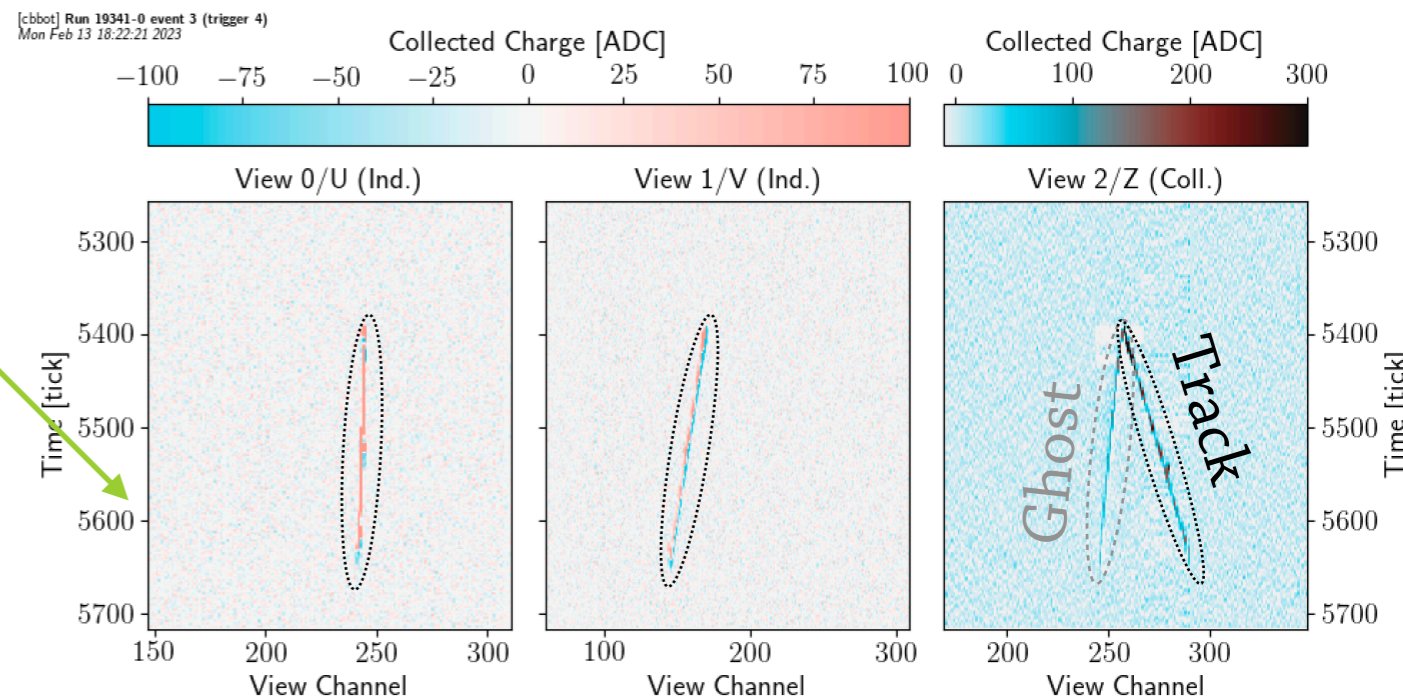 [cbbot] Run 19341-0 event 3 (trigger 4)
Mon Feb 13 18:22:21 2023
Collected Charge [ADC]
−100 −75 −50 −25 0 25 50 75 100
Collected Charge [ADC]
0 100 200 300
View 0/U (Ind.)
View 1/V (Ind.)
View 2/Z (Coll.)
Time [tick]
5300
5400
5500
5600
5700
Ghost
Track
5300
5400
5500
5600
5700
Time [tick]
150 200 250 300
View Channel
100 200 300
View Channel
200 250 300
View Channel